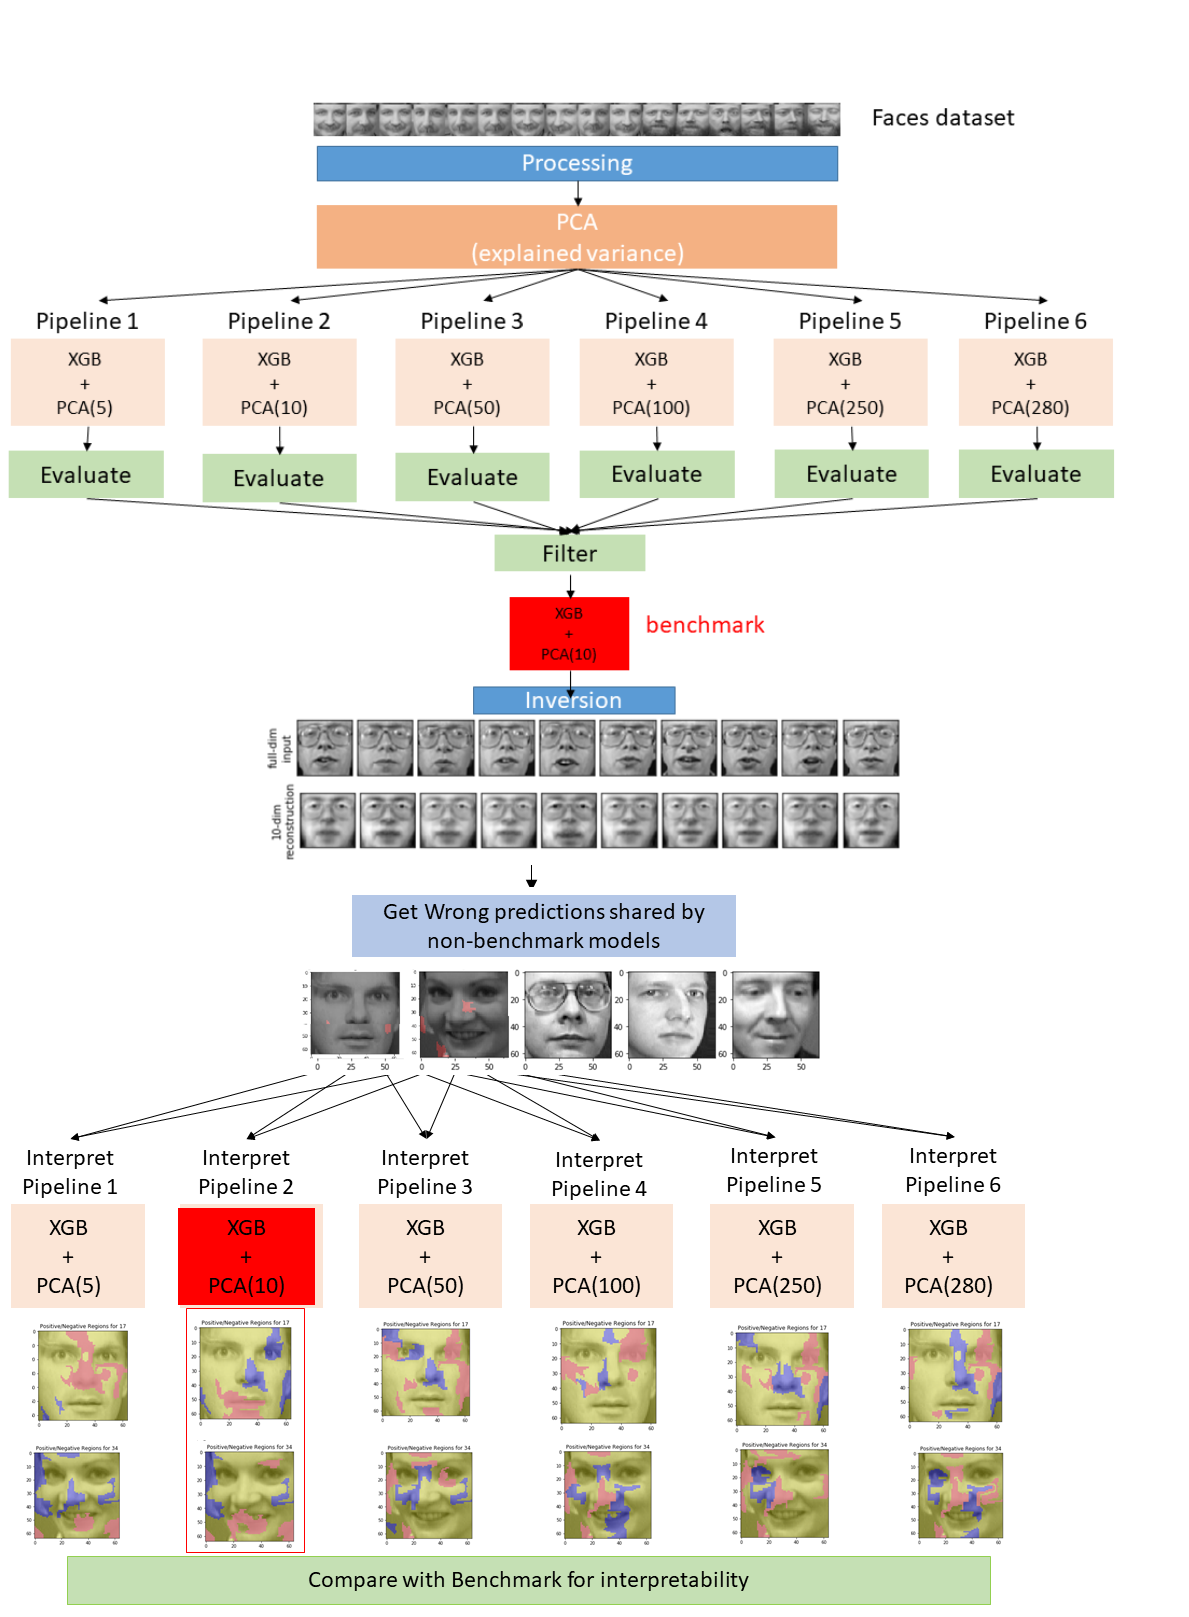 Faces dataset
Processing
PCA
(explained variance)
Pipeline 1
Pipeline 2
Pipeline 3
Pipeline 4
Pipeline 5
Pipeline 6
XGB
+
PCA(5)
XGB
+
PCA(10)
XGB
+
PCA(50)
XGB
+
PCA(100)
XGB
+
PCA(250)
XGB
+
PCA(280)
Evaluate
Evaluate
Evaluate
Evaluate
Evaluate
Evaluate
Filter
XGB
+
PCA(10)
benchmark
Inversion
full-dim
input
10-dim
reconstruction
Get Wrong predictions shared by
non-benchmark models
0 20 40 60
0 20 40 60
0 20 40 60
0 25 50
0 25 50
0 25 50
0 25 50
0 25 50
Interpret
Pipeline 1
Interpret
Pipeline 2
Interpret
Pipeline 3
Interpret
Pipeline 4
Interpret
Pipeline 5
Interpret
Pipeline 6
XGB
+
PCA(5)
XGB
+
PCA(10)
XGB
+
PCA(50)
XGB
+
PCA(100)
XGB
+
PCA(250)
XGB
+
PCA(280)
Positive/Negative Regions for 17
Positive/Negative Regions for 17
Positive/Negative Regions for 17
Positive/Negative Regions for 17
Positive/Negative Regions for 17
Positive/Negative Regions for 17
Positive/Negative Regions for 34
Positive/Negative Regions for 34
Positive/Negative Regions for 34
Positive/Negative Regions for 34
Positive/Negative Regions for 34
Positive/Negative Regions for 34
Compare with Benchmark for interpretability